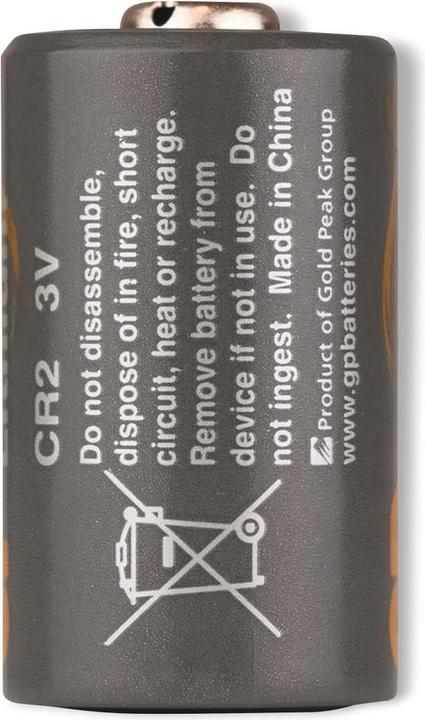 CR2 3V
Do not disassemble,
dispose of in fire, short
circuit, heat or recharge.
Remove battery from
device if not in use. Do
not ingest. Made in China
Product of Gold Peak Group
www.gpbatteries.com